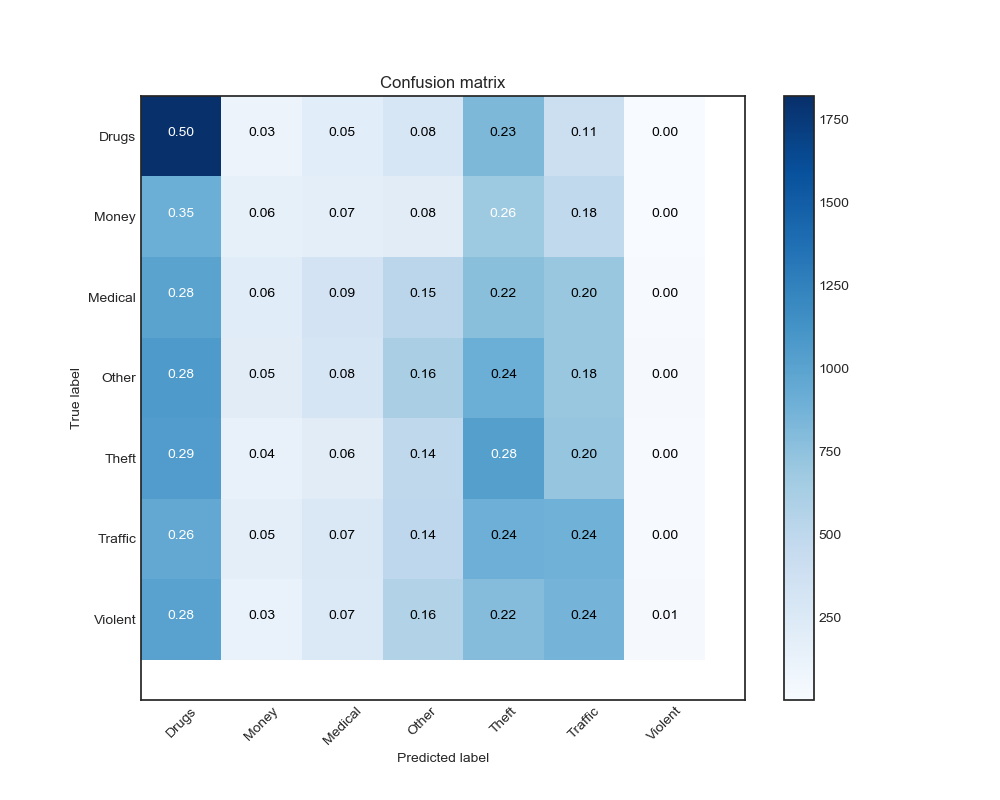 Confusion matrix
Drugs 0.50 0.03 0.05 0.08 0.23 0.11 0.00
Money 0.35 0.06 0.07 0.08 0.26 0.18 0.00
Medical 0.28 0.06 0.09 0.15 0.22 0.20 0.00
Other 0.28 0.05 0.08 0.16 0.24 0.18 0.00
Theft 0.29 0.04 0.06 0.14 0.28 0.20 0.00
Traffic 0.26 0.05 0.07 0.14 0.24 0.24 0.00
Violent 0.28 0.03 0.07 0.16 0.22 0.24 0.01
True label
Drugs Money Medical Other Theft Traffic Violent
Predicted label
1750
1500
1250
1000
750
500
250